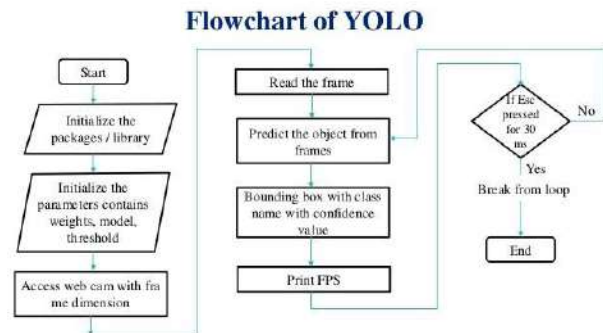 Flowchart of YOLO
Start
Initialize the
packages / library
Initialize the
parameters contains
weights, model,
threshold
Access web cam with fra
me dimension
Read the frame
Predict the object from
frames
Bounding box with class
name with confidence
value
Print FPS
If Esc
pressed
for 30
ms
No
Yes
Break from loop
End